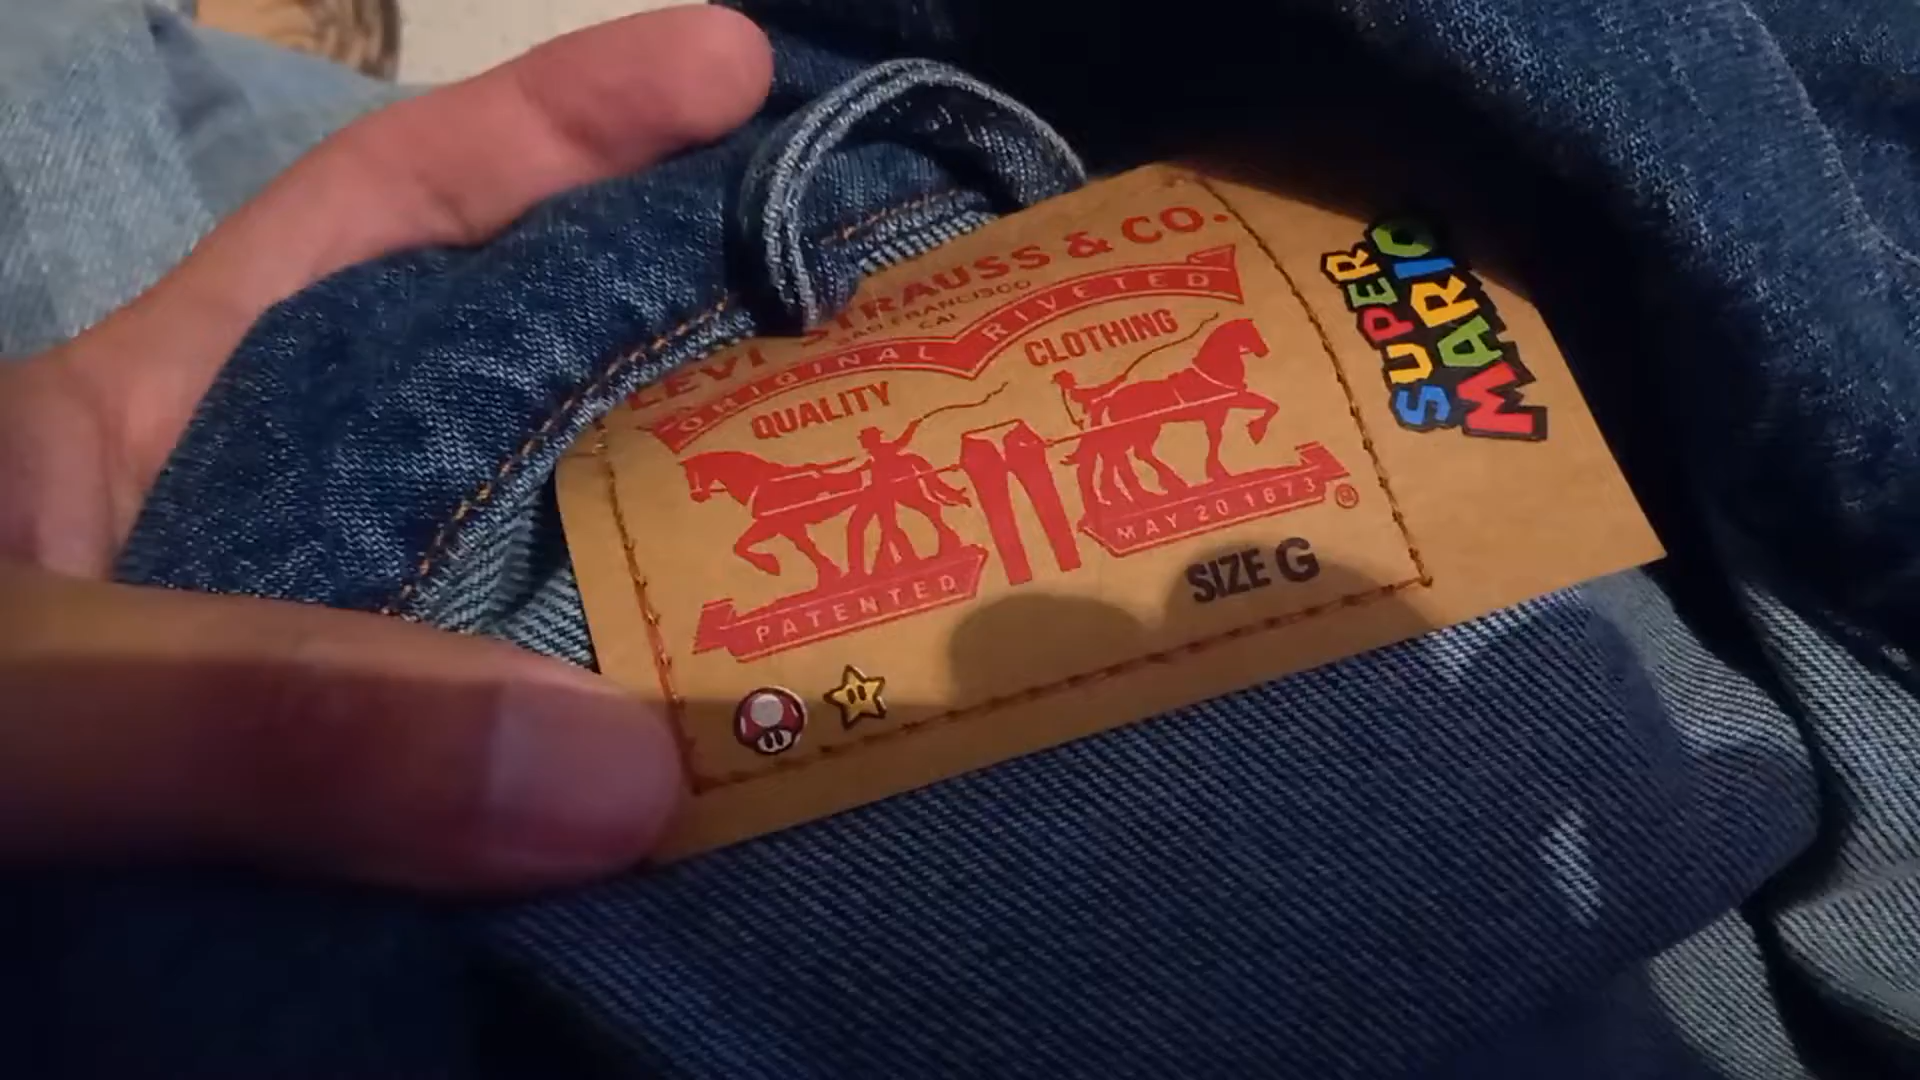 LEVI STRAUSS & CO.
SAN FRANCISCO
CAL
ORIGINAL RIVETED
QUALITY CLOTHING
PATENTED
MAY 20 1873
®
SIZE G
SUPER
MARIO